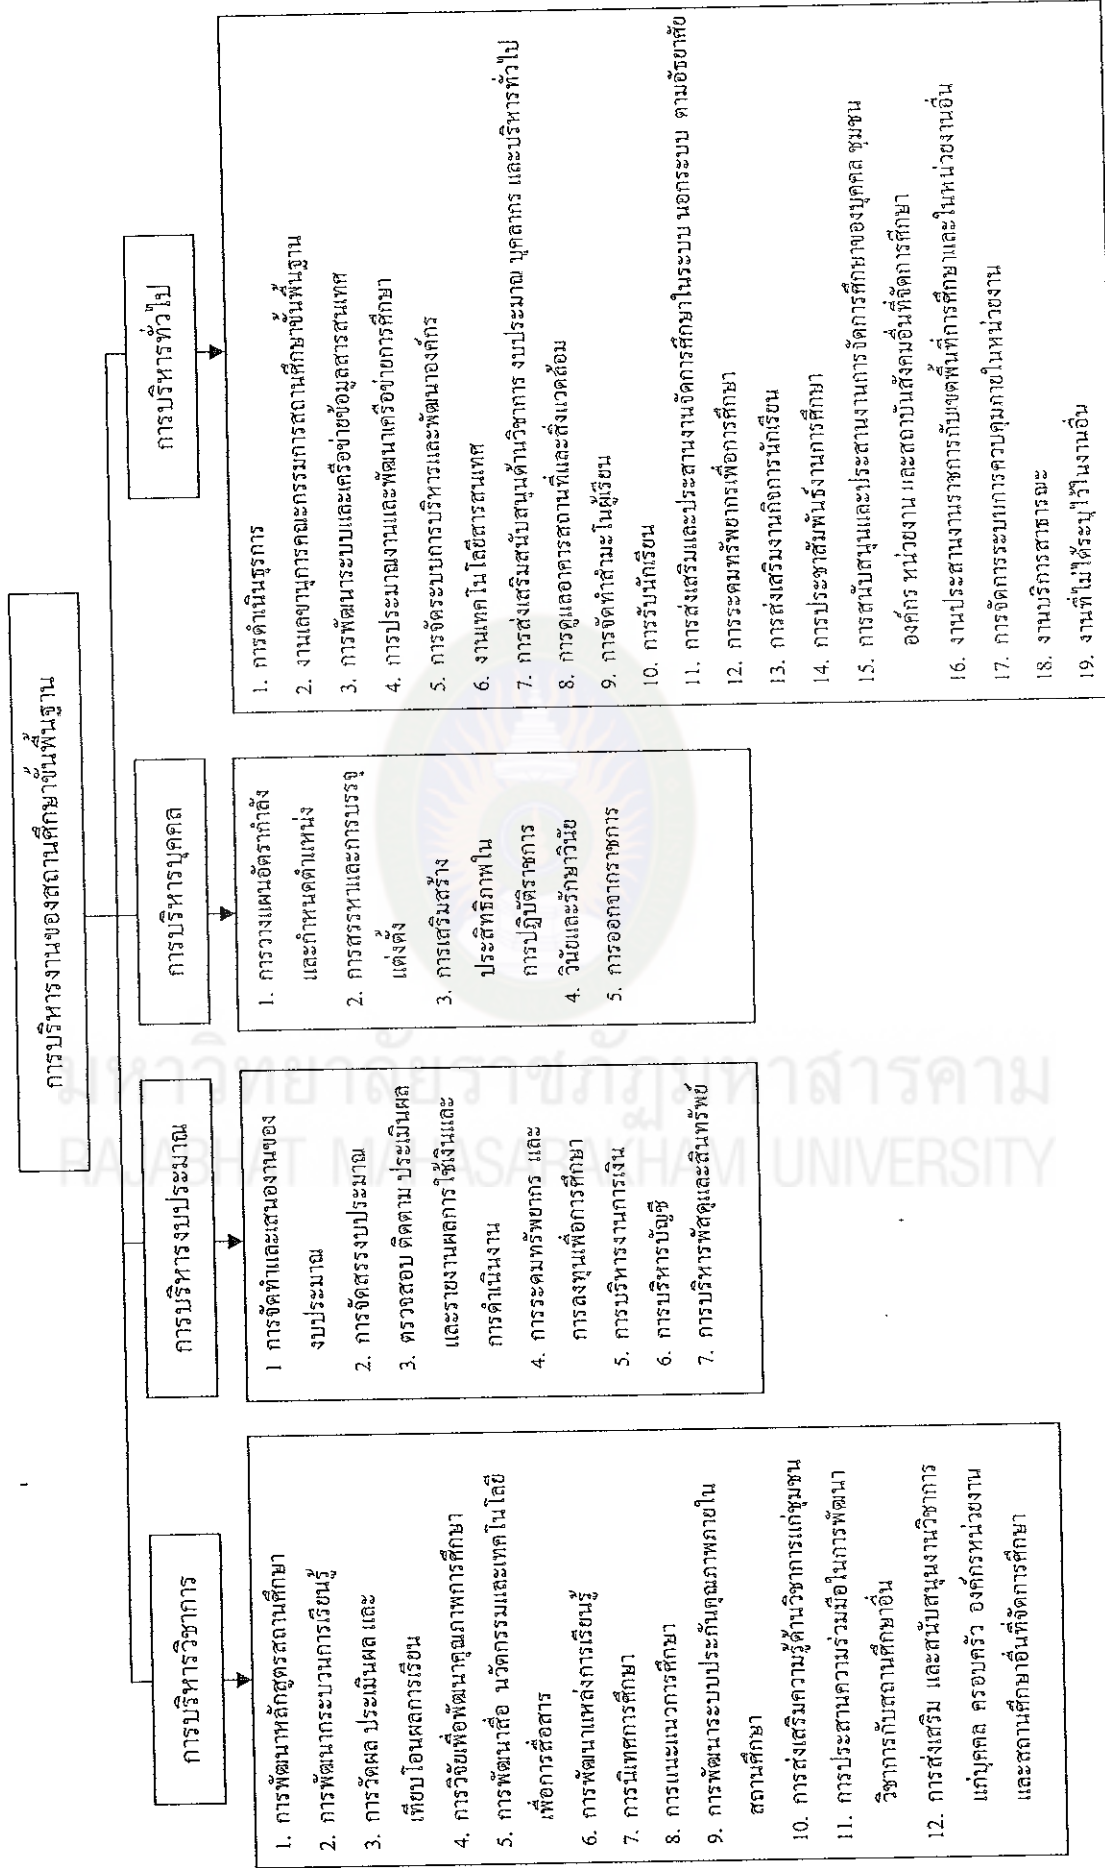 การบริหารงานของสถานศึกษาขั้นพื้นฐาน
การบริหารวิชาการ
1. การพัฒนาหลักสูตรสถานศึกษา
2. การพัฒนากระบวนการเรียนรู้
3. การวัดผล ประเมินผล และ
เทียบโอนผลการเรียน
4. การวิจัยเพื่อพัฒนาคุณภาพการศึกษา
5. การพัฒนาสื่อ นวัตกรรมและเทคโนโลยี
เพื่อการสื่อสาร
6. การพัฒนาแหล่งการเรียนรู้
7. การนิเทศการศึกษา
8. การแนะแนวการศึกษา
9. การพัฒนาระบบประกันคุณภาพภายใน
สถานศึกษา
10. การส่งเสริมความรู้ด้านวิชาการแก่ชุมชน
11. การประสานความร่วมมือในการพัฒนา
วิชาการกับสถานศึกษาอื่น
12. การส่งเสริม และสนับสนุนงานวิชาการ
แก่บุคคล ครอบครัว องค์กรหน่วยงาน
และสถานศึกษาอื่นที่จัดการศึกษา
การบริหารงบประมาณ
1 การจัดทำและเสนองานของ
งบประมาณ
2. การจัดสรรงบประมาณ
3. ตรวจสอบ ติดตาม ประเมินผล
และรายงานผลการใช้เงินและ
การดำเนินงาน
4. การระดมทรัพยากร และ
การลงทุนเพื่อการศึกษา
5. การบริหารงานการเงิน
6. การบริหารบัญชี
7. การบริหารพัสดุและสินทรัพย์
การบริหารบุคคล
1. การวางแผนอัตรากำลัง
และกำหนดตำแหน่ง
2. การสรรหาและการบรรจุ
แต่งตั้ง
3. การเสริมสร้าง
ประสิทธิภาพใน
การปฏิบัติราชการ
4. วินัยและรักษาวินัย
5. การออกจากราชการ
การบริหารทั่วไป
1. การดำเนินธุรการ
2. งานเลขานุการคณะกรรมการสถานศึกษาขั้นพื้นฐาน
3. การพัฒนาระบบและเครือข่ายข้อมูลสารสนเทศ
4. การประมาณงานและพัฒนาเครือข่ายการศึกษา
5. การจัดระบบการบริหารและพัฒนาองค์กร
6. งานเทคโนโลยีสารสนเทศ
7. การส่งเสริมสนับสนุนด้านวิชาการ งบประมาณ บุคลากร และบริหารทั่วไป
8. การดูแลอาคารสถานที่และสิ่งแวดล้อม
9. การจัดทำสำมะโนผู้เรียน
10. การรับนักเรียน
11. การส่งเสริมและประสานงานจัดการศึกษาในระบบ นอกระบบ ตามอัธยาศัย
12. การระดมทรัพยากรเพื่อการศึกษา
13. การส่งเสริมงานกิจการนักเรียน
14. การประชาสัมพันธ์งานการศึกษา
15. การสนับสนุนและประสานงานการจัดการศึกษาของบุคคล ชุมชน
องค์กร หน่วยงาน และสถาบันสังคมอื่นที่จัดการศึกษา
16. งานประสานงานราชการกับเขตพื้นที่การศึกษาและในหน่วยงานอื่น
17. การจัดการระบบการควบคุมภายในหน่วยงาน
18. งานบริการสาธารณะ
19. งานที่ไม่ได้ระบุไว้ในงานอื่น
มหาวิทยาลัยราชภัฏมหาสารคาม
RAJABHAT MAHASARAKHAM UNIVERSITY